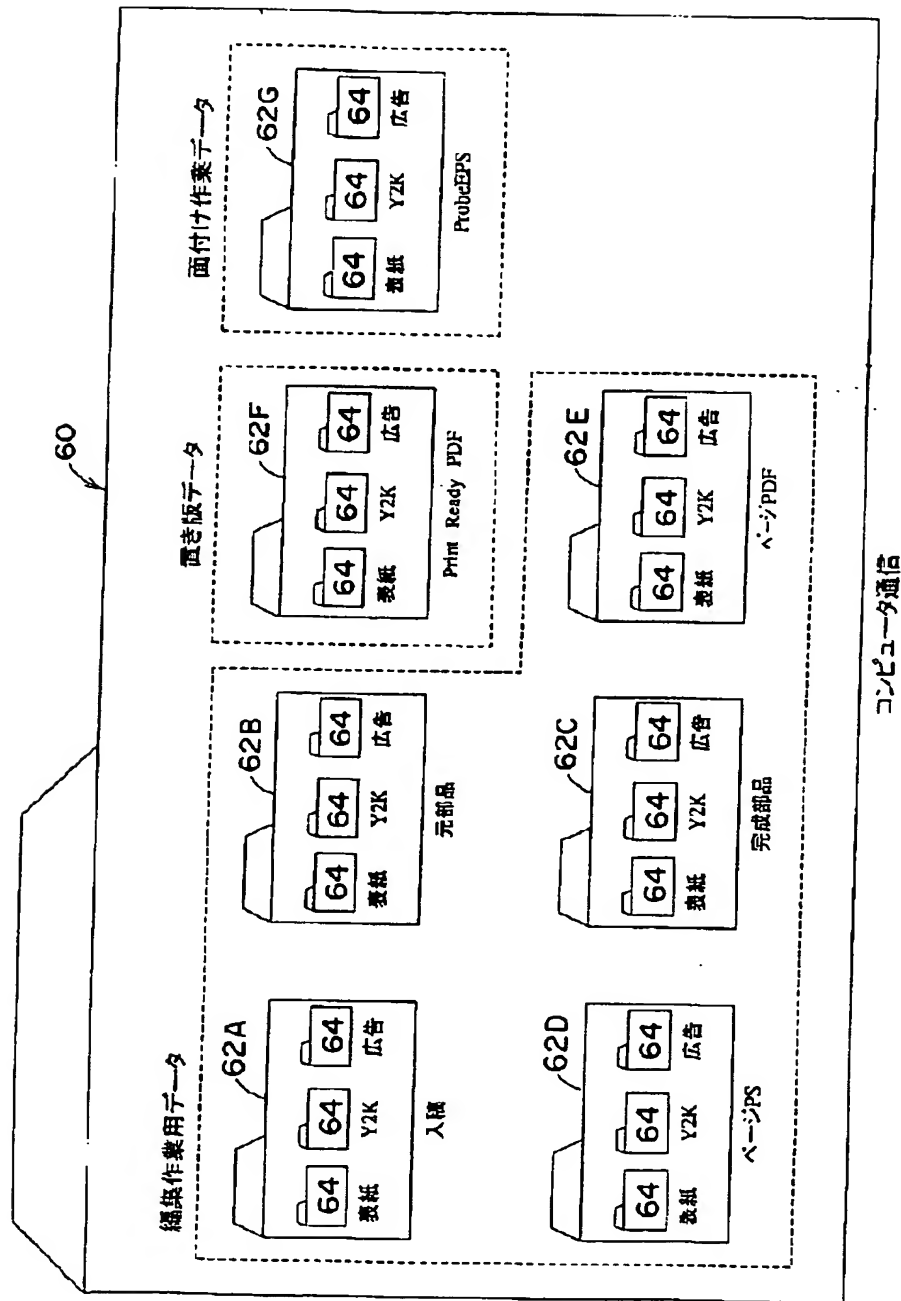 60
編集作業用データ
置き版データ
面付け作業データ
62A
64 64 64
表紙 Y2K 広告
入稿
62B
64 64 64
表紙 Y2K 広告
元部品
62F
64 64 64
表紙 Y2K 広告
Print Ready PDF
62G
64 64 64
表紙 Y2K 広告
ProbeEPS
62D
64 64 64
表紙 Y2K 広告
ページPS
62C
64 64 64
表紙 Y2K 広告
完成部品
62E
64 64 64
表紙 Y2K 広告
ページPDF
コンピュータ通信